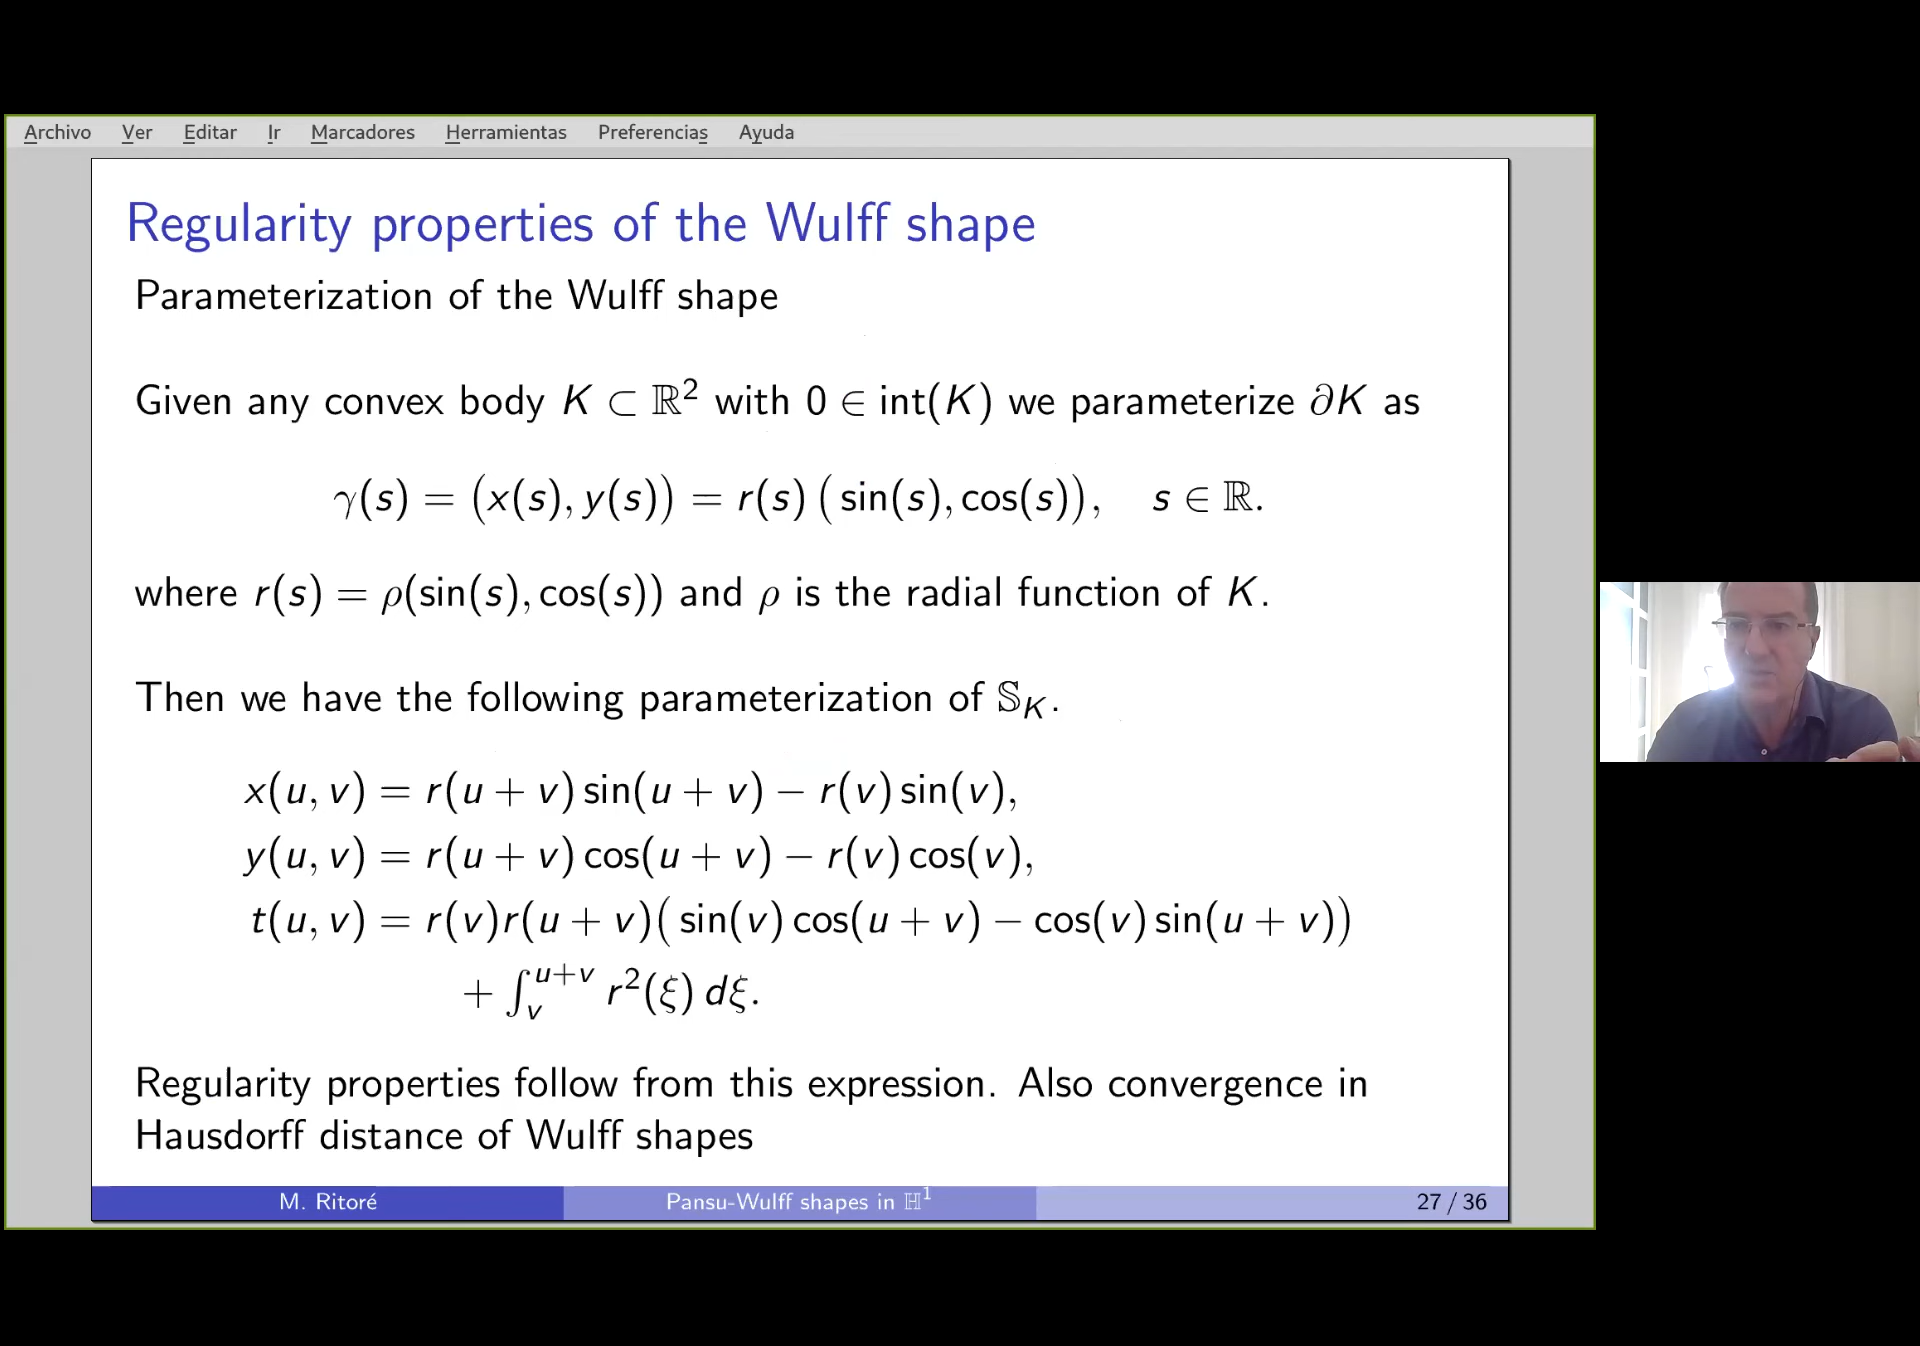 Archivo Ver Editar Ir Marcadores Herramientas Preferencias Ayuda
Regularity properties of the Wulff shape
Parameterization of the Wulff shape
Given any convex body K ⊂ ℝ² with 0 ∈ int(K) we parameterize ∂K as
γ(s) = (x(s), y(s)) = r(s) ( sin(s), cos(s)), s ∈ ℝ.
where r(s) = ρ(sin(s), cos(s)) and ρ is the radial function of K.
Then we have the following parameterization of 𝕊_K.
x(u, v) = r(u + v) sin(u + v) − r(v) sin(v),
y(u, v) = r(u + v) cos(u + v) − r(v) cos(v),
t(u, v) = r(v)r(u + v)( sin(v) cos(u + v) − cos(v) sin(u + v))
+ ∫_v^{u+v} r²(ξ) dξ.
Regularity properties follow from this expression. Also convergence in
Hausdorff distance of Wulff shapes
M. Ritoré Pansu-Wulff shapes in ℍ¹ 27 / 36